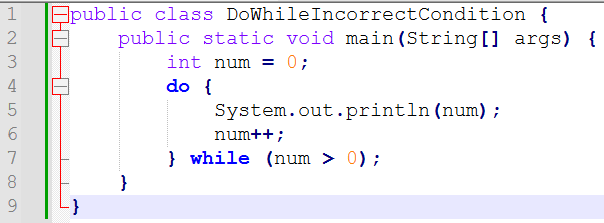 1 public class DoWhileIncorrectCondition {
2     public static void main(String[] args) {
3         int num = 0;
4         do {
5             System.out.println(num);
6             num++;
7         } while (num > 0);
8     }
9 }